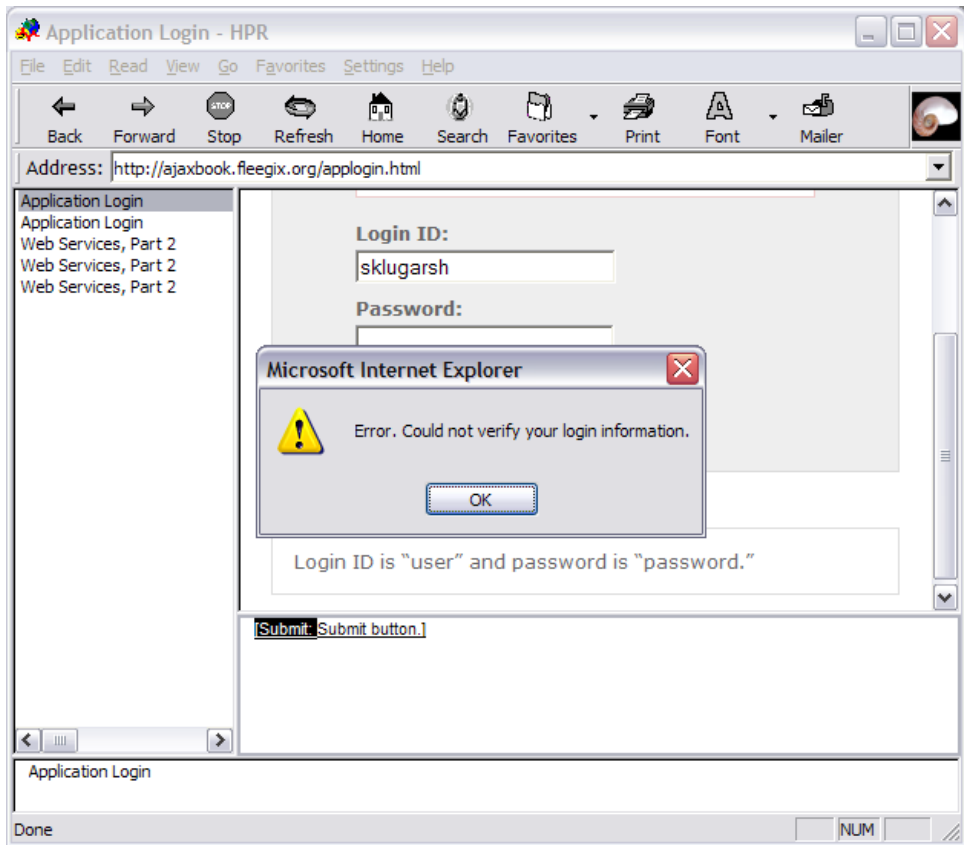 Application Login - HPR
File Edit Read View Go Favorites Settings Help
STOP
Back Forward Stop Refresh Home Search Favorites Print Font Mailer
Address: http://ajaxbook.fleegix.org/applogin.html
Application Login
Application Login
Web Services, Part 2
Web Services, Part 2
Web Services, Part 2
Login ID:
sklugarsh
Password:
Microsoft Internet Explorer
Error. Could not verify your login information.
OK
Login ID is “user” and password is “password.”
[Submit: Submit button.]
Application Login
Done NUM